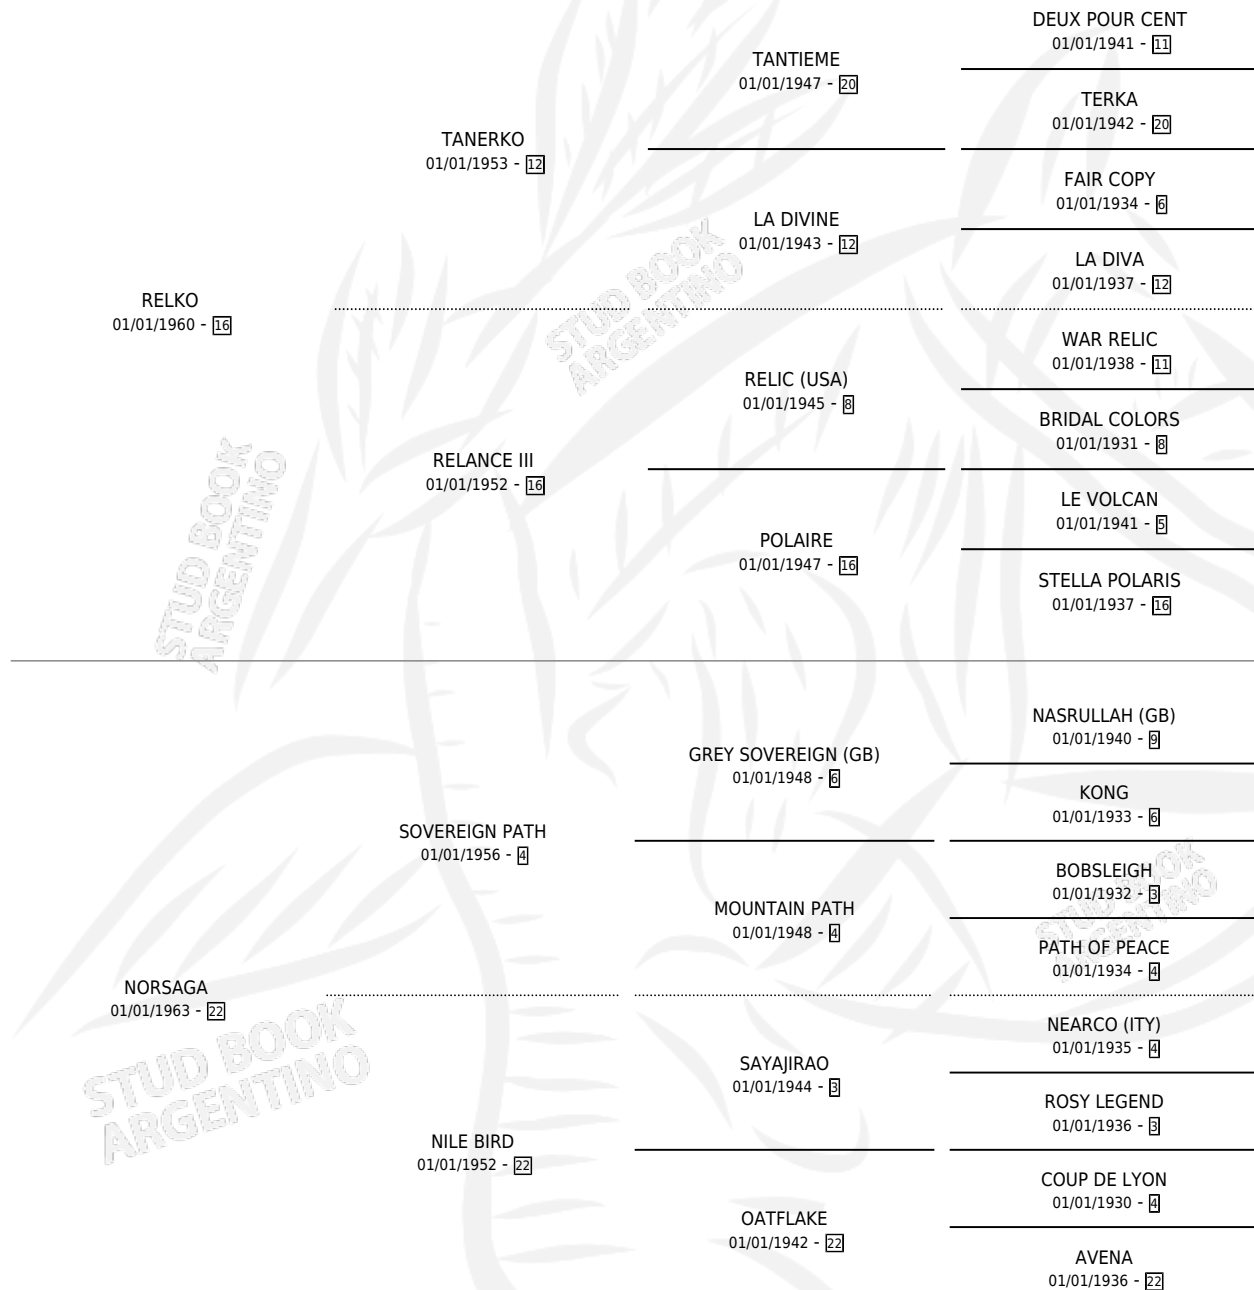 DEUX POUR CENT
01/01/1941 - 11
TANTIEME
01/01/1947 - 20
TERKA
01/01/1942 - 20
TANERKO
01/01/1953 - 12
FAIR COPY
01/01/1934 - 6
LA DIVINE
01/01/1943 - 12
LA DIVA
01/01/1937 - 12
RELKO
01/01/1960 - 16
WAR RELIC
01/01/1938 - 11
RELIC (USA)
01/01/1945 - 8
BRIDAL COLORS
01/01/1931 - 8
RELANCE III
01/01/1952 - 16
LE VOLCAN
01/01/1941 - 5
POLAIRE
01/01/1947 - 16
STELLA POLARIS
01/01/1937 - 16
NASRULLAH (GB)
01/01/1940 - 9
GREY SOVEREIGN (GB)
01/01/1948 - 6
KONG
01/01/1933 - 6
SOVEREIGN PATH
01/01/1956 - 4
BOBSLEIGH
01/01/1932 - 3
MOUNTAIN PATH
01/01/1948 - 4
PATH OF PEACE
01/01/1934 - 4
NORSAGA
01/01/1963 - 22
NEARCO (ITY)
01/01/1935 - 4
SAYAJIRAO
01/01/1944 - 3
ROSY LEGEND
01/01/1936 - 3
NILE BIRD
01/01/1952 - 22
COUP DE LYON
01/01/1930 - 4
OATFLAKE
01/01/1942 - 22
AVENA
01/01/1936 - 22
STUD BOOK
ARGENTINO
STUD BOOK
ARGENTINO
STUD BOOK
ARGENTINO
STUD BOOK
ARGENTINO